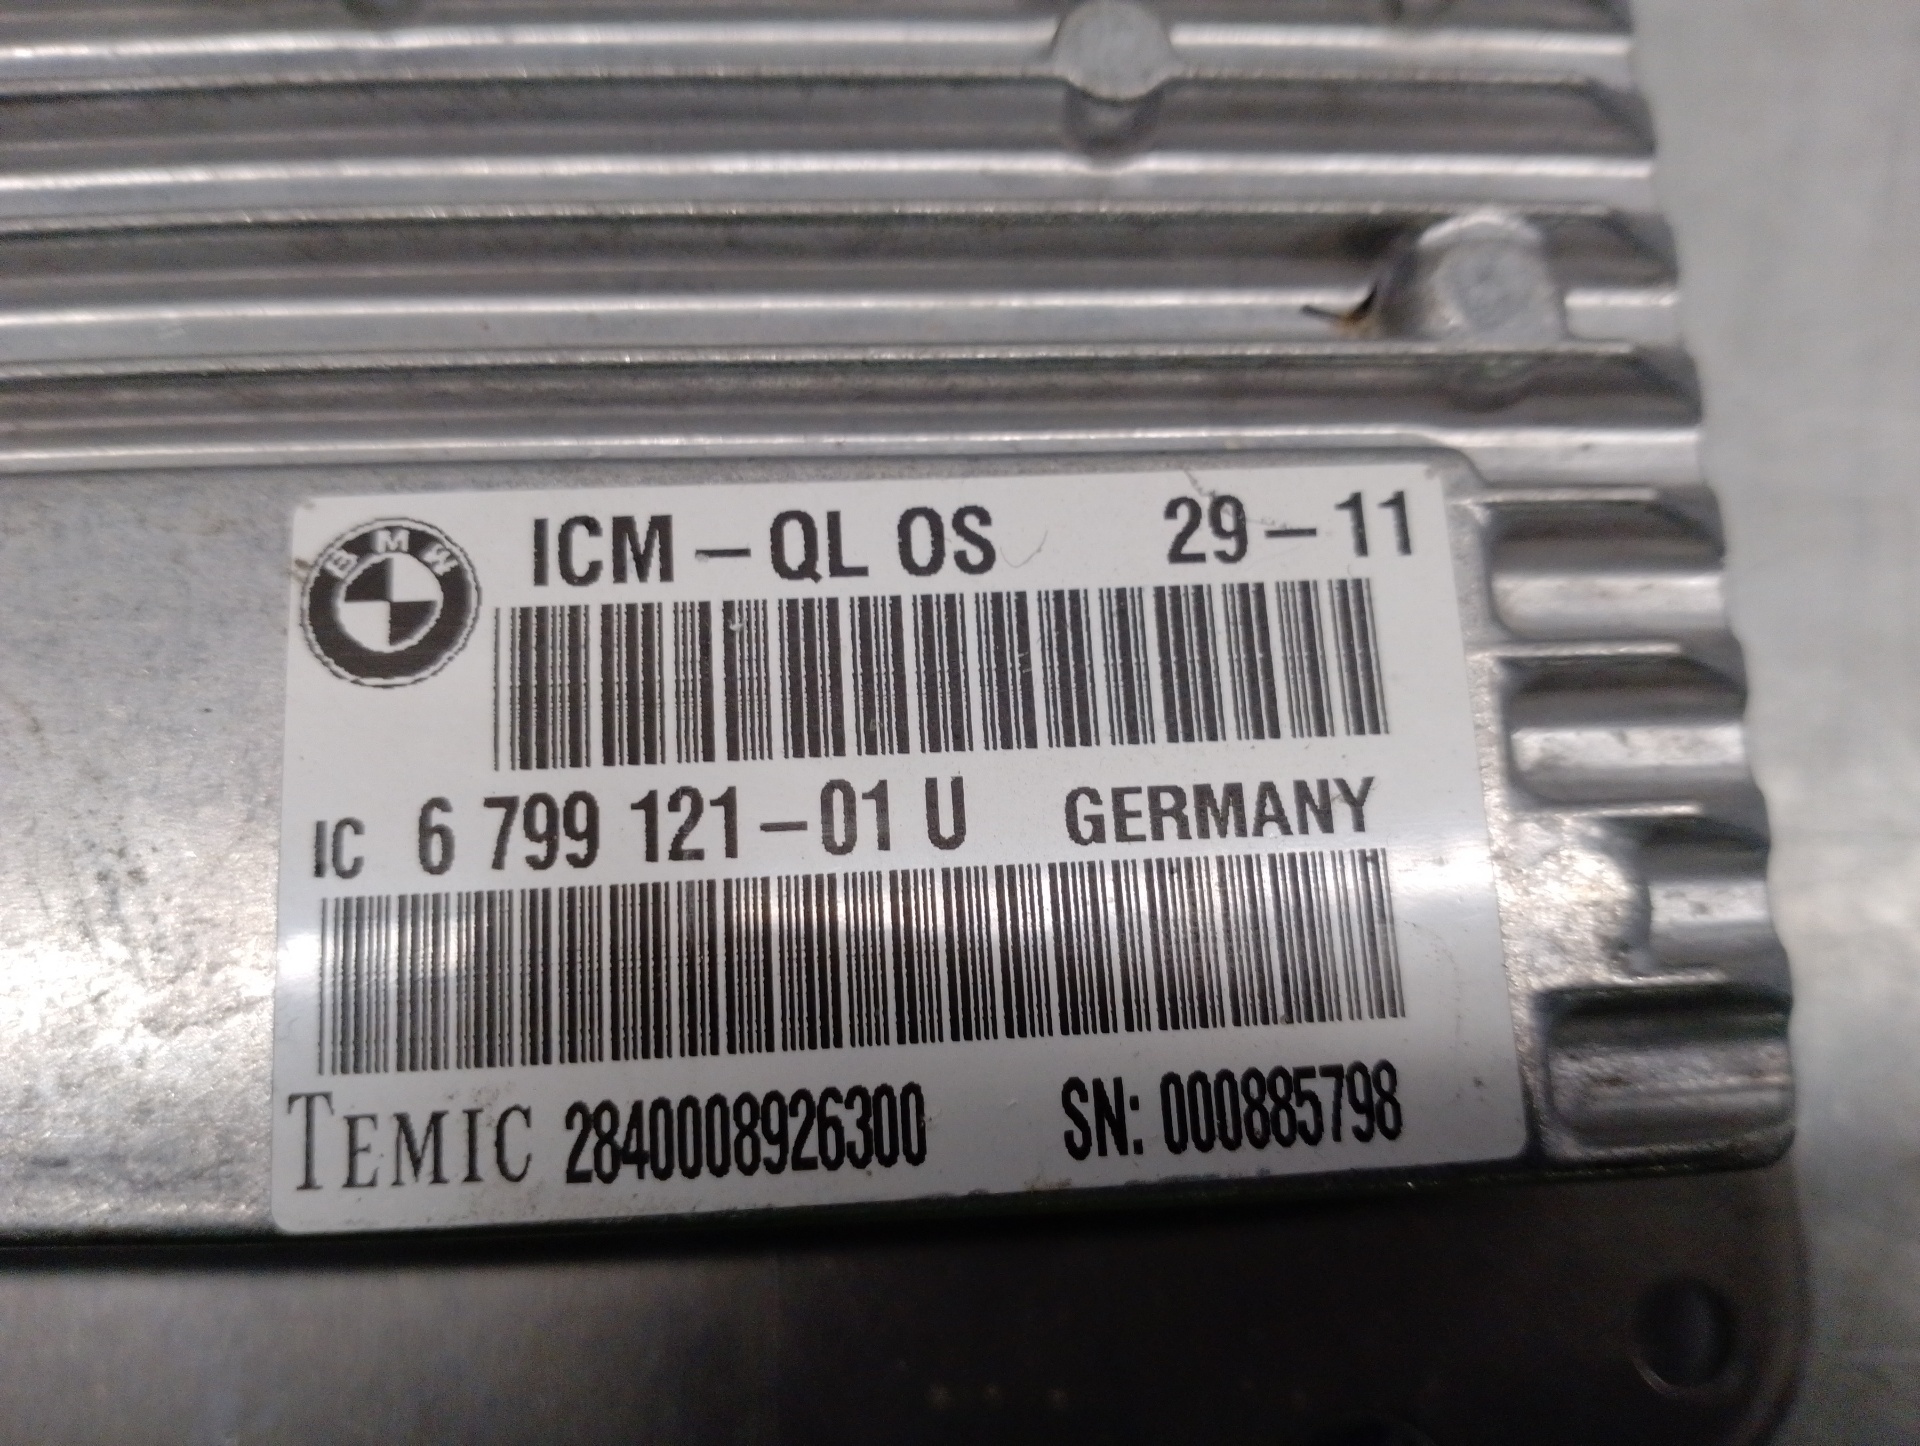 BMW
ICM - QL OS 29 - 11
IC 6 799 121 - 01 U GERMANY
TEMIC 2840008926300 SN: 000885798